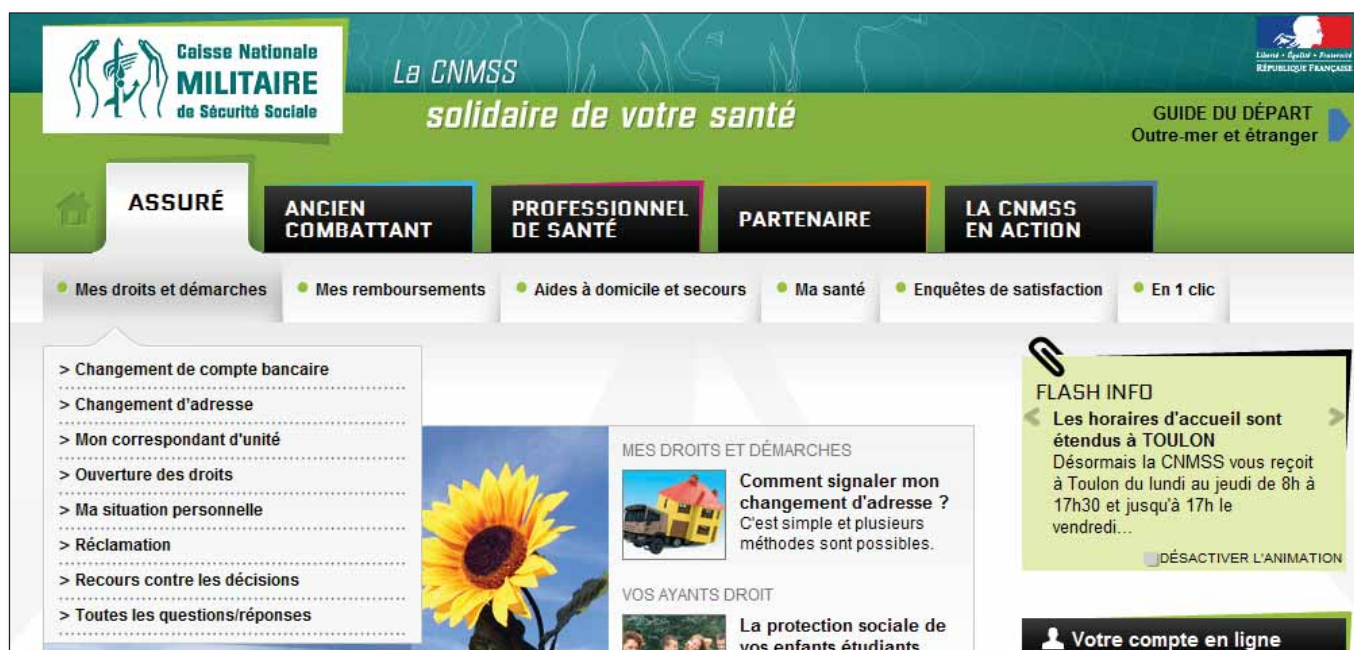 Caisse Nationale
MILITAIRE
de Sécurité Sociale
La CNMSS
solidaire de votre santé
Liberté • Égalité • Fraternité
RÉPUBLIQUE FRANÇAISE
GUIDE DU DÉPART
Outre-mer et étranger
ASSURÉ
ANCIEN
COMBATTANT
PROFESSIONNEL
DE SANTÉ
PARTENAIRE
LA CNMSS
EN ACTION
Mes droits et démarches
Mes remboursements
Aides à domicile et secours
Ma santé
Enquêtes de satisfaction
En 1 clic
> Changement de compte bancaire
> Changement d'adresse
> Mon correspondant d'unité
> Ouverture des droits
> Ma situation personnelle
> Réclamation
> Recours contre les décisions
> Toutes les questions/réponses
MES DROITS ET DÉMARCHES
Comment signaler mon
changement d'adresse ?
C'est simple et plusieurs
méthodes sont possibles.
VOS AYANTS DROIT
La protection sociale de
vos enfants étudiants
FLASH INFO
Les horaires d'accueil sont
étendus à TOULON
Désormais la CNMSS vous reçoit
à Toulon du lundi au jeudi de 8h à
17h30 et jusqu'à 17h le
vendredi...
DÉSACTIVER L'ANIMATION
Votre compte en ligne